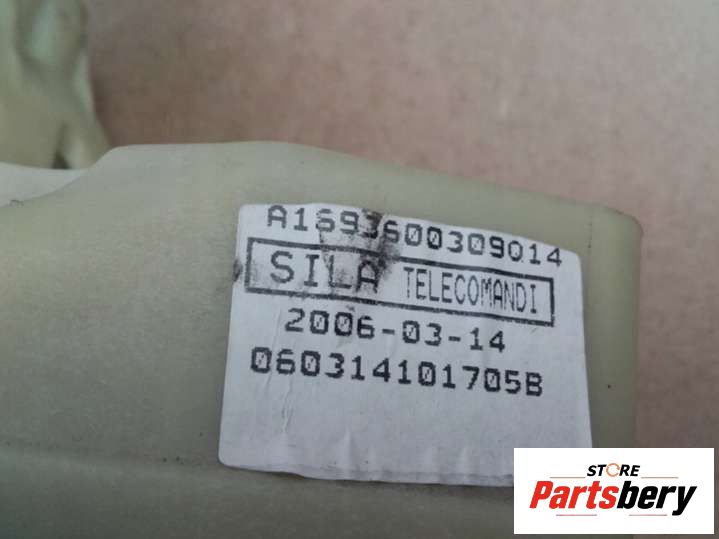 A1693600309014
SILA TELECOMANDI
2006-03-14
060314101705B
STORE
Partsbery